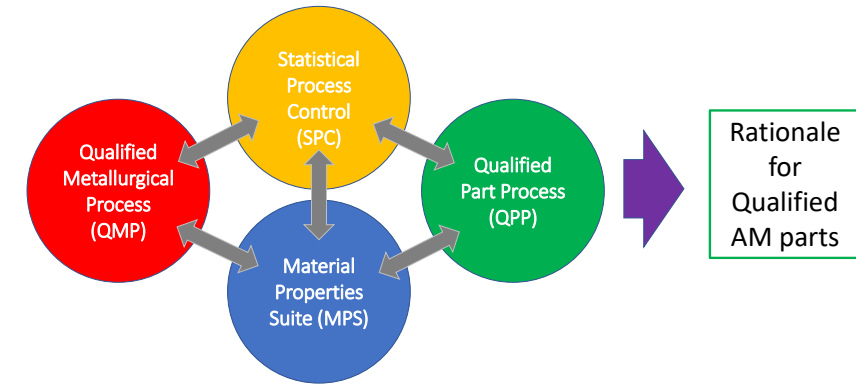 Statistical
Process
Control
(SPC)
Qualified
Metallurgical
Process
(QMP)
Qualified
Part Process
(QPP)
Material
Properties
Suite (MPS)
Rationale
for
Qualified
AM parts